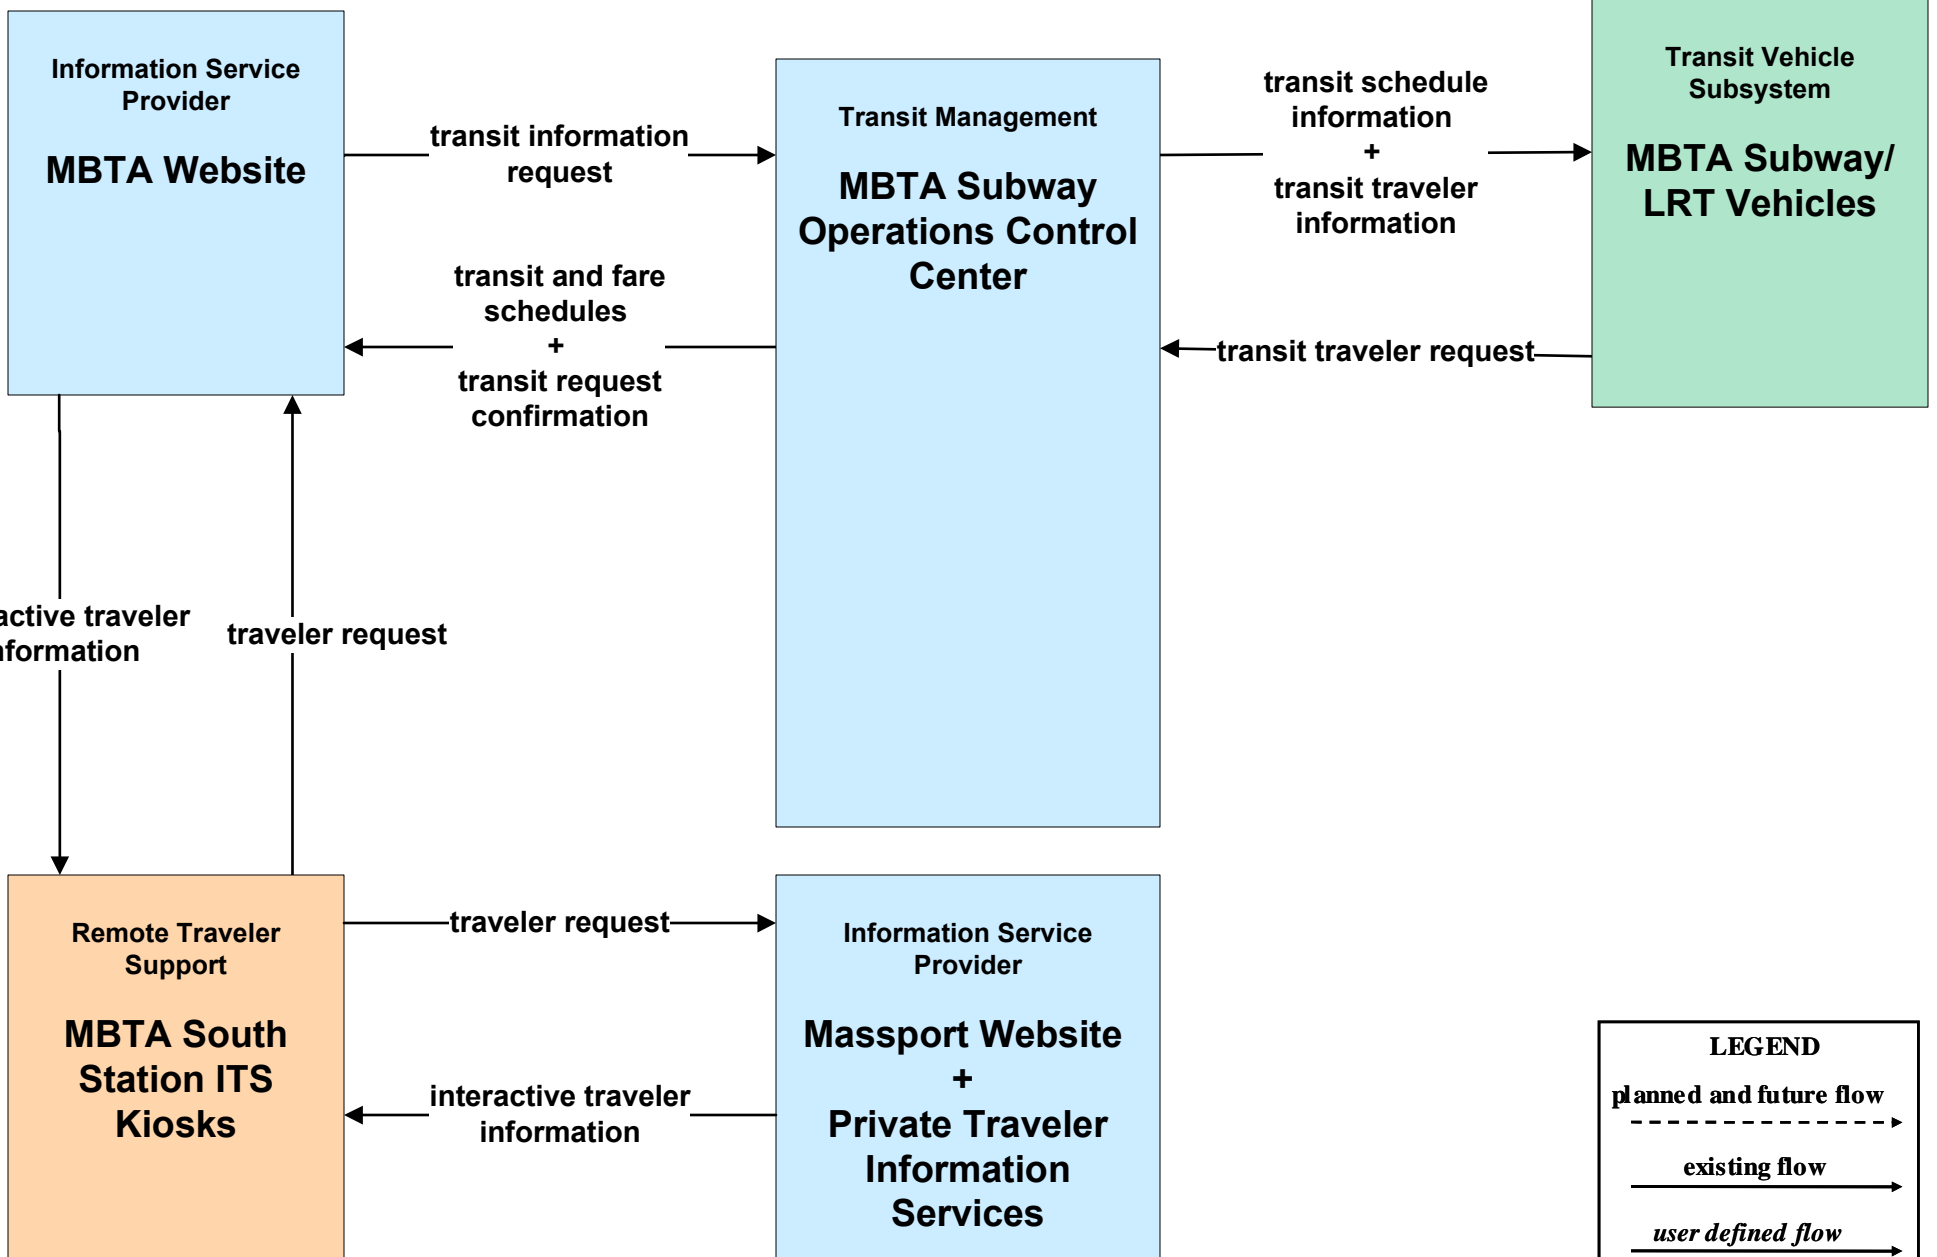 Information Service
Provider
MBTA Website
transit information
request
transit and fare
schedules
+
transit request
confirmation
Transit Management
MBTA Subway
Operations Control
Center
transit schedule
information
+
transit traveler
information
transit traveler request
Transit Vehicle
Subsystem
MBTA Subway/
LRT Vehicles
active traveler
nformation
traveler request
Remote Traveler
Support
MBTA South
Station ITS
Kiosks
traveler request
interactive traveler
information
Information Service
Provider
Massport Website
+
Private Traveler
Information
Services
LEGEND
planned and future flow
existing flow
user defined flow